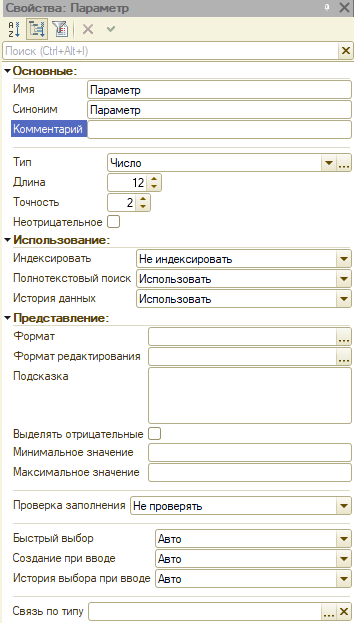 Свойства: Параметр
Поиск (Ctrl+Alt+I)
Основные:
Имя Параметр
Синоним Параметр
Комментарий
Тип Число
Длина 12
Точность 2
Неотрицательное
Использование:
Индексировать Не индексировать
Полнотекстовый поиск Использовать
История данных Использовать
Представление:
Формат
Формат редактирования
Подсказка
Выделять отрицательные
Минимальное значение
Максимальное значение
Проверка заполнения Не проверять
Быстрый выбор Авто
Создание при вводе Авто
История выбора при вводе Авто
Связь по типу